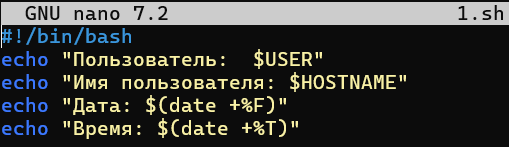 GNU nano 7.2 1.sh
#!/bin/bash
echo "Пользователь:  $USER"
echo "Имя пользователя: $HOSTNAME"
echo "Дата: $(date +%F)"
echo "Время: $(date +%T)"